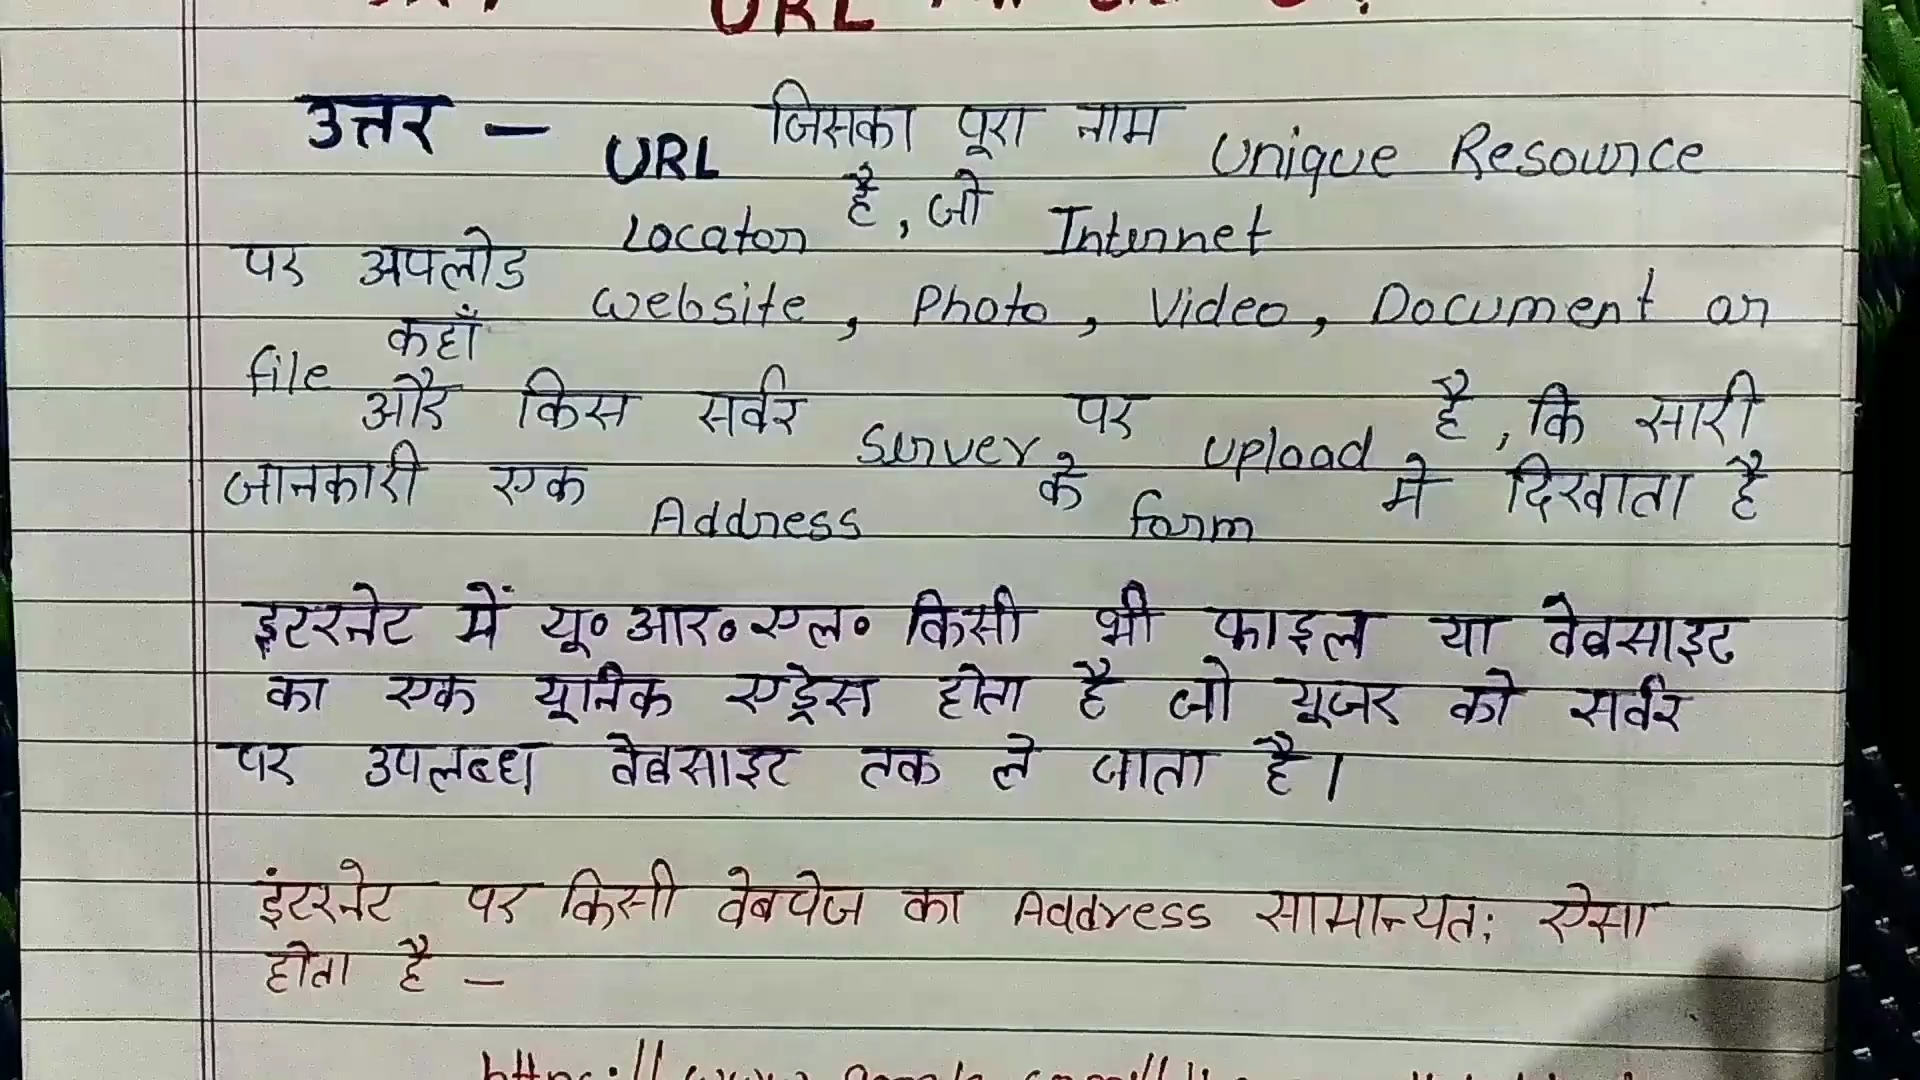 URL
उत्तर — URL जिसका पूरा नाम Unique Resource
Locator है, जो Internet
पर अपलोड website, Photo, Video, Document or
file कहाँ और किस सर्वर Server पर upload है, कि सारी
जानकारी एक Address के form मे दिखाता है
इटरनेट में यू० आर० एल० किसी भी फाइल या वेबसाइट
का एक यूनिक एड्रेस होता है जो यूजर को सर्वर
पर उपलब्ध वेबसाइट तक ले जाता है।
इंटरनेट पर किसी वेबपेज का Address सामान्यत: ऐसा
होता है —